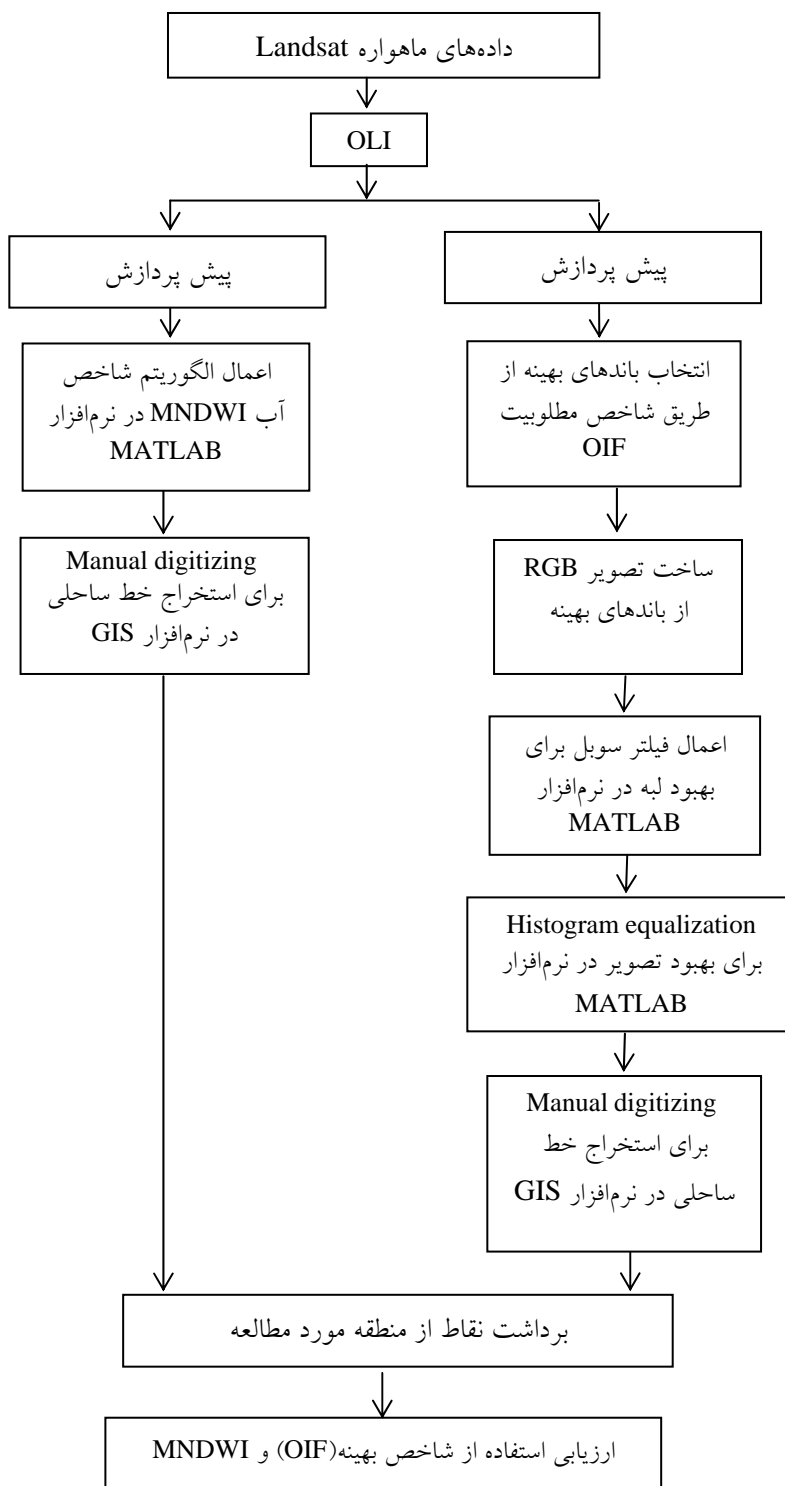 داده‌های ماهواره Landsat
OLI
پیش پردازش
انتخاب باندهای بهینه از
طریق شاخص مطلوبیت
OIF
ساخت تصویر RGB
از باندهای بهینه
اعمال فیلتر سوبل برای
بهبود لبه در نرم‌افزار
MATLAB
Histogram equalization
برای بهبود تصویر در نرم‌افزار
MATLAB
Manual digitizing
برای استخراج خط
ساحلی در نرم‌افزار GIS
پیش پردازش
اعمال الگوریتم شاخص
آب MNDWI در نرم‌افزار
MATLAB
Manual digitizing
برای استخراج خط ساحلی
در نرم‌افزار GIS
برداشت نقاط از منطقه مورد مطالعه
ارزیابی استفاده از شاخص بهینه(OIF) و MNDWI